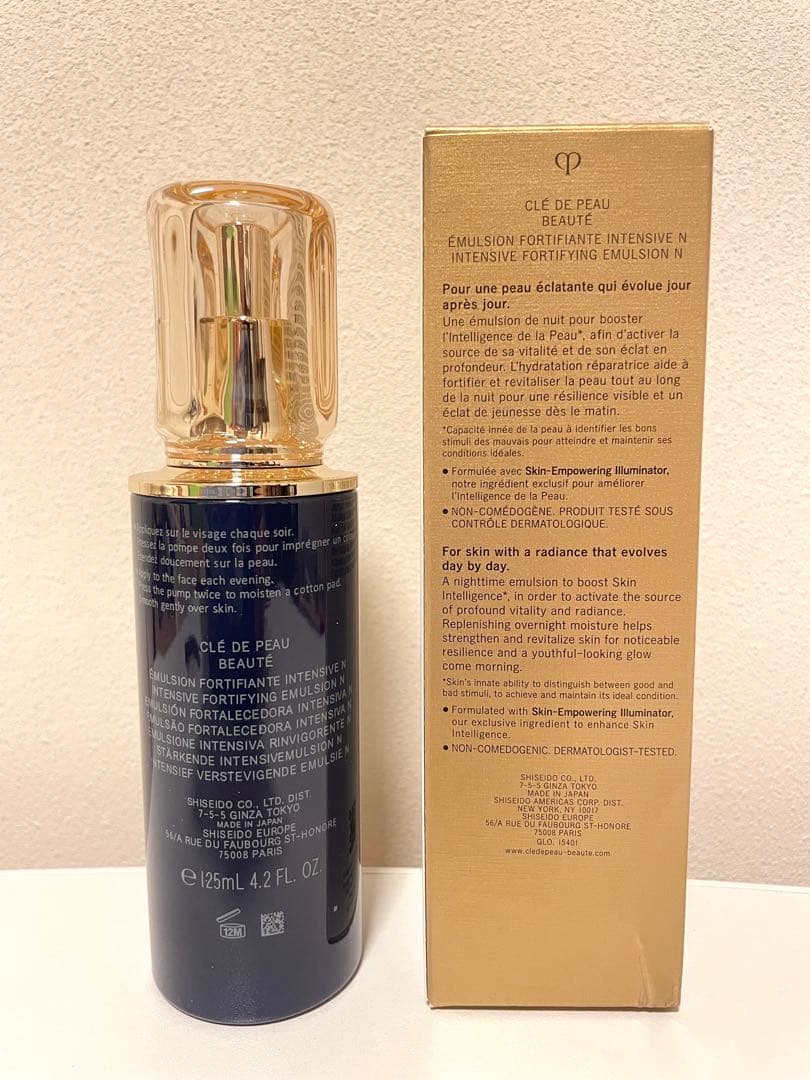 Appliquez sur le visage chaque soir.
Pressez la pompe deux fois pour imprégner un
Étendez doucement sur la peau.
Apply to the face each evening.
Press the pump twice to moisten a cotton pad.
Smooth gently over skin.
CLÉ DE PEAU
BEAUTÉ
ÉMULSION FORTIFIANTE INTENSIVE N
INTENSIVE FORTIFYING EMULSION N
EMULSIÓN FORTALECEDORA INTENSIVA N
EMULSÃO FORTALECEDORA INTENSIVA N
EMULSIONE INTENSIVA RINVIGORENTE N
STÄRKENDE INTENSIVEMULSION N
INTENSIEF VERSTEVIGENDE EMULSIE N
SHISEIDO CO., LTD. DIST.
7-5-5 GINZA TOKYO
MADE IN JAPAN
SHISEIDO EUROPE
56/A RUE DU FAUBOURG ST-HONORE
75008 PARIS
℮ 125mL 4.2 FL. OZ.
12M
CLÉ DE PEAU
BEAUTÉ
ÉMULSION FORTIFIANTE INTENSIVE N
INTENSIVE FORTIFYING EMULSION N
Pour une peau éclatante qui évolue jour
après jour.
Une émulsion de nuit pour booster
l'Intelligence de la Peau*, afin d'activer la
source de sa vitalité et de son éclat en
profondeur. L'hydratation réparatrice aide à
fortifier et revitaliser la peau tout au long
de la nuit pour une résilience visible et un
éclat de jeunesse dès le matin.
*Capacité innée de la peau à identifier les bons
stimuli des mauvais pour atteindre et maintenir ses
conditions idéales.
● Formulée avec Skin-Empowering Illuminator,
notre ingrédient exclusif pour améliorer
l'Intelligence de la Peau.
● NON-COMÉDOGÈNE. PRODUIT TESTÉ SOUS
CONTRÔLE DERMATOLOGIQUE.
For skin with a radiance that evolves
day by day.
A nighttime emulsion to boost Skin
Intelligence*, in order to activate the source
of profound vitality and radiance.
Replenishing overnight moisture helps
strengthen and revitalize skin for noticeable
resilience and a youthful-looking glow
come morning.
*Skin's innate ability to distinguish between good and
bad stimuli, to achieve and maintain its ideal condition.
● Formulated with Skin-Empowering Illuminator,
our exclusive ingredient to enhance Skin
Intelligence.
● NON-COMEDOGENIC. DERMATOLOGIST-TESTED.
SHISEIDO CO., LTD.
7-5-5 GINZA TOKYO
MADE IN JAPAN
SHISEIDO AMERICAS CORP. DIST.
NEW YORK, NY 10017
SHISEIDO EUROPE
56/A RUE DU FAUBOURG ST-HONORE
75008 PARIS
GLO. 15401
www.cledepeau-beaute.com